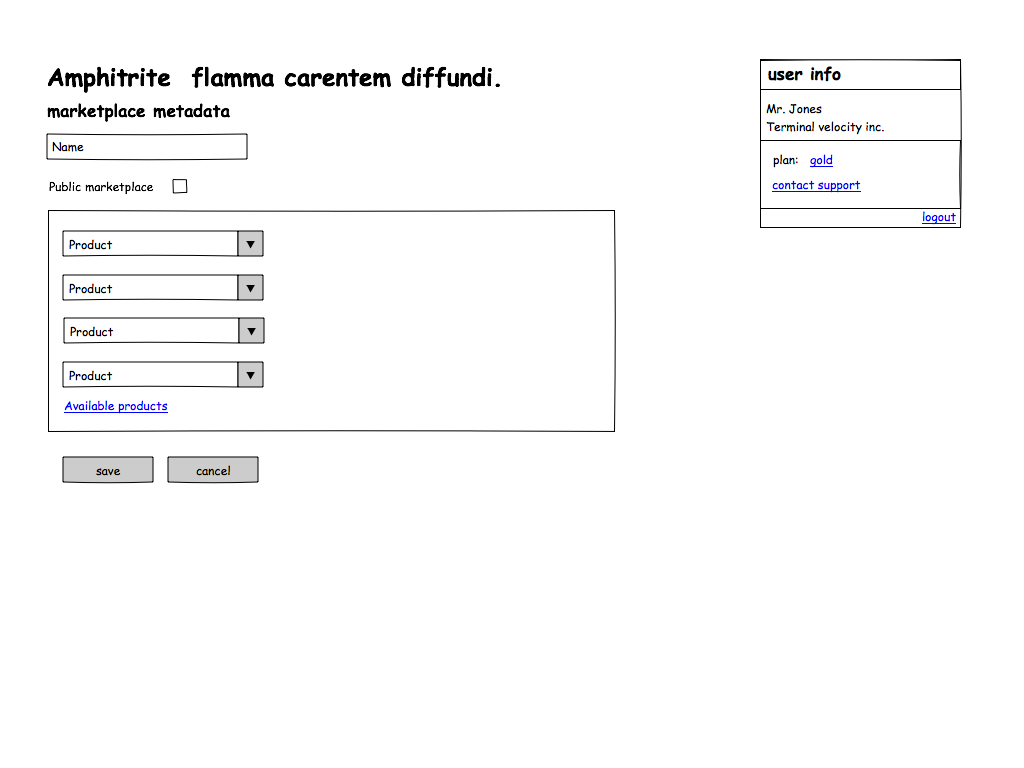 Amphitrite  flamma carentem diffundi.
marketplace metadata
Name
Public marketplace
Product
Product
Product
Product
Available products
save
cancel
user info
Mr. Jones
Terminal velocity inc.
plan: gold
contact support
logout